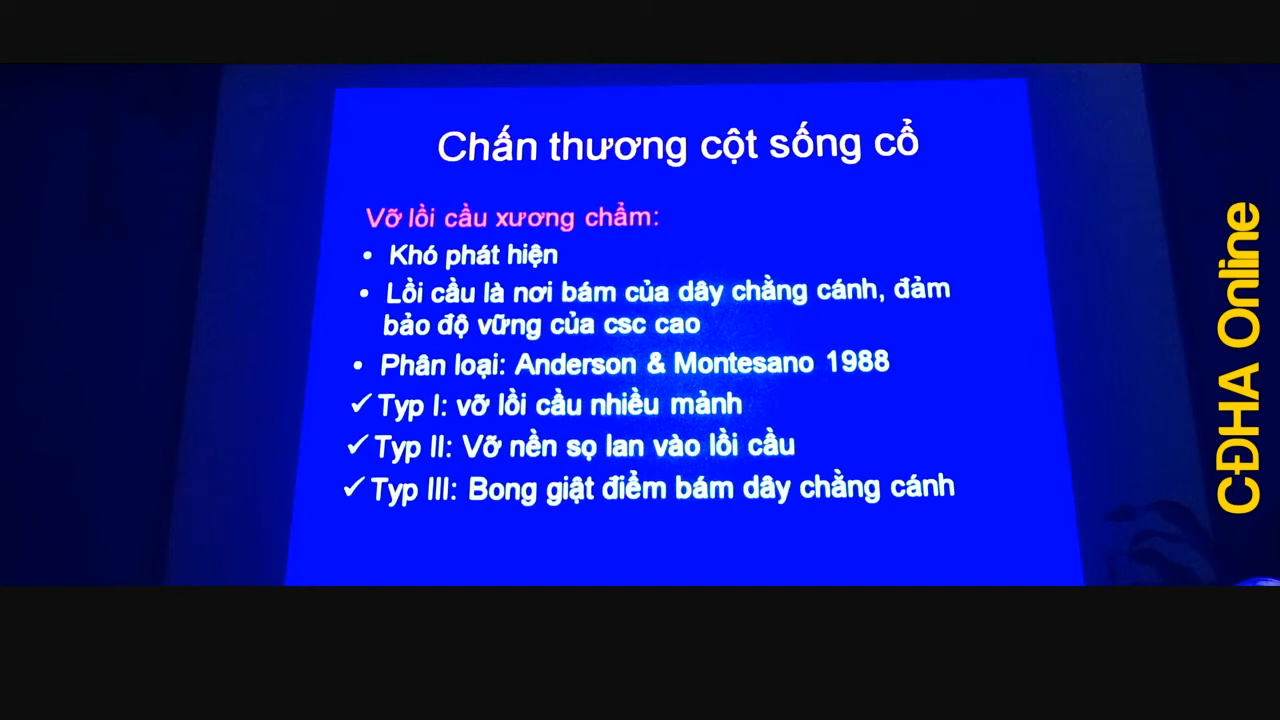 Chấn thương cột sống cổ
Vỡ lồi cầu xương chẩm:
• Khó phát hiện
• Lồi cầu là nơi bám của dây chằng cánh, đảm
bảo độ vững của csc cao
• Phân loại: Anderson & Montesano 1988
✓ Typ I: vỡ lồi cầu nhiều mảnh
✓ Typ II: Vỡ nền sọ lan vào lồi cầu
✓ Typ III: Bong giật điểm bám dây chằng cánh
CĐHA Online